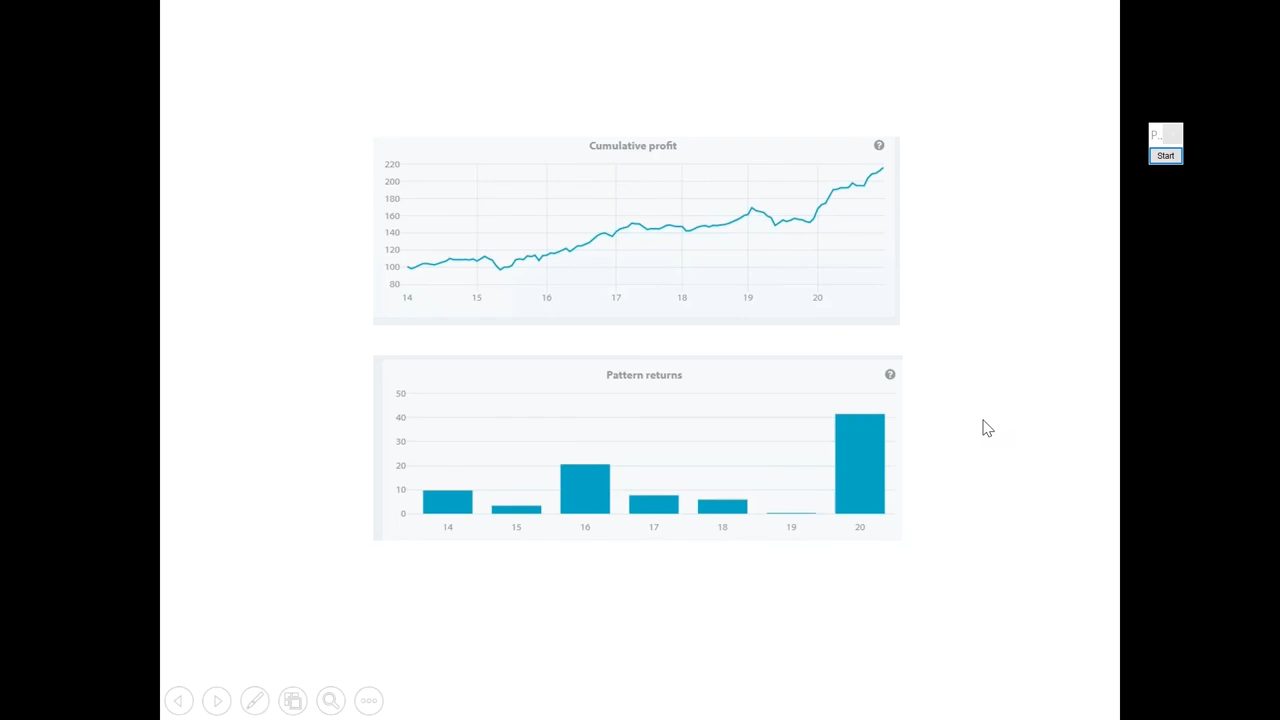 Cumulative profit
?
220
200
180
160
140
120
100
80
14 15 16 17 18 19 20
P..
Start
Pattern returns
?
50
40
30
20
10
0
14 15 16 17 18 19 20